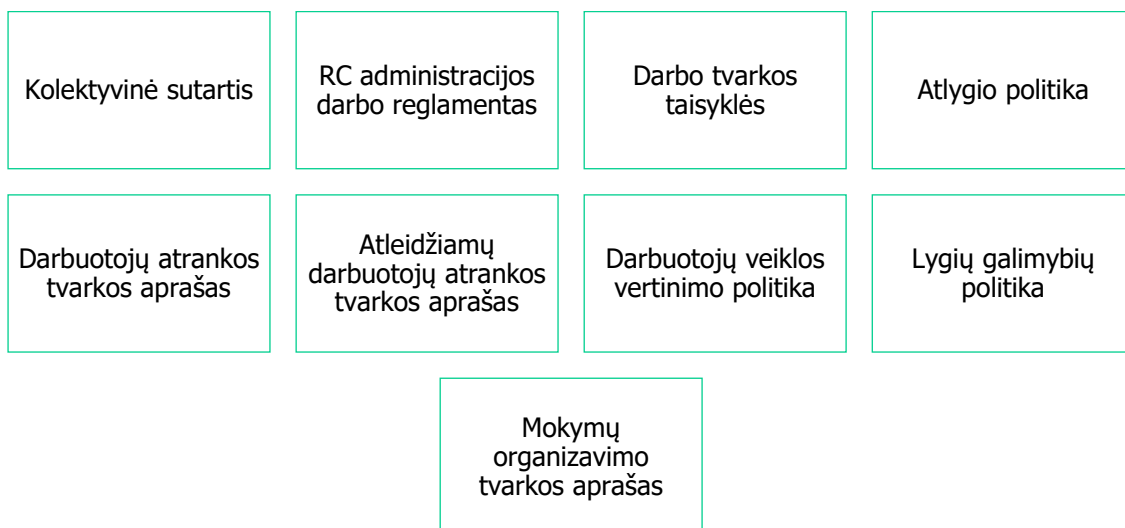 Kolektyvinė sutartis
RC administracijos
darbo reglamentas
Darbo tvarkos
taisyklės
Atlygio politika
Darbuotojų atrankos
tvarkos aprašas
Atleidžiamų
darbuotojų atrankos
tvarkos aprašas
Darbuotojų veiklos
vertinimo politika
Lygių galimybių
politika
Mokymų
organizavimo
tvarkos aprašas